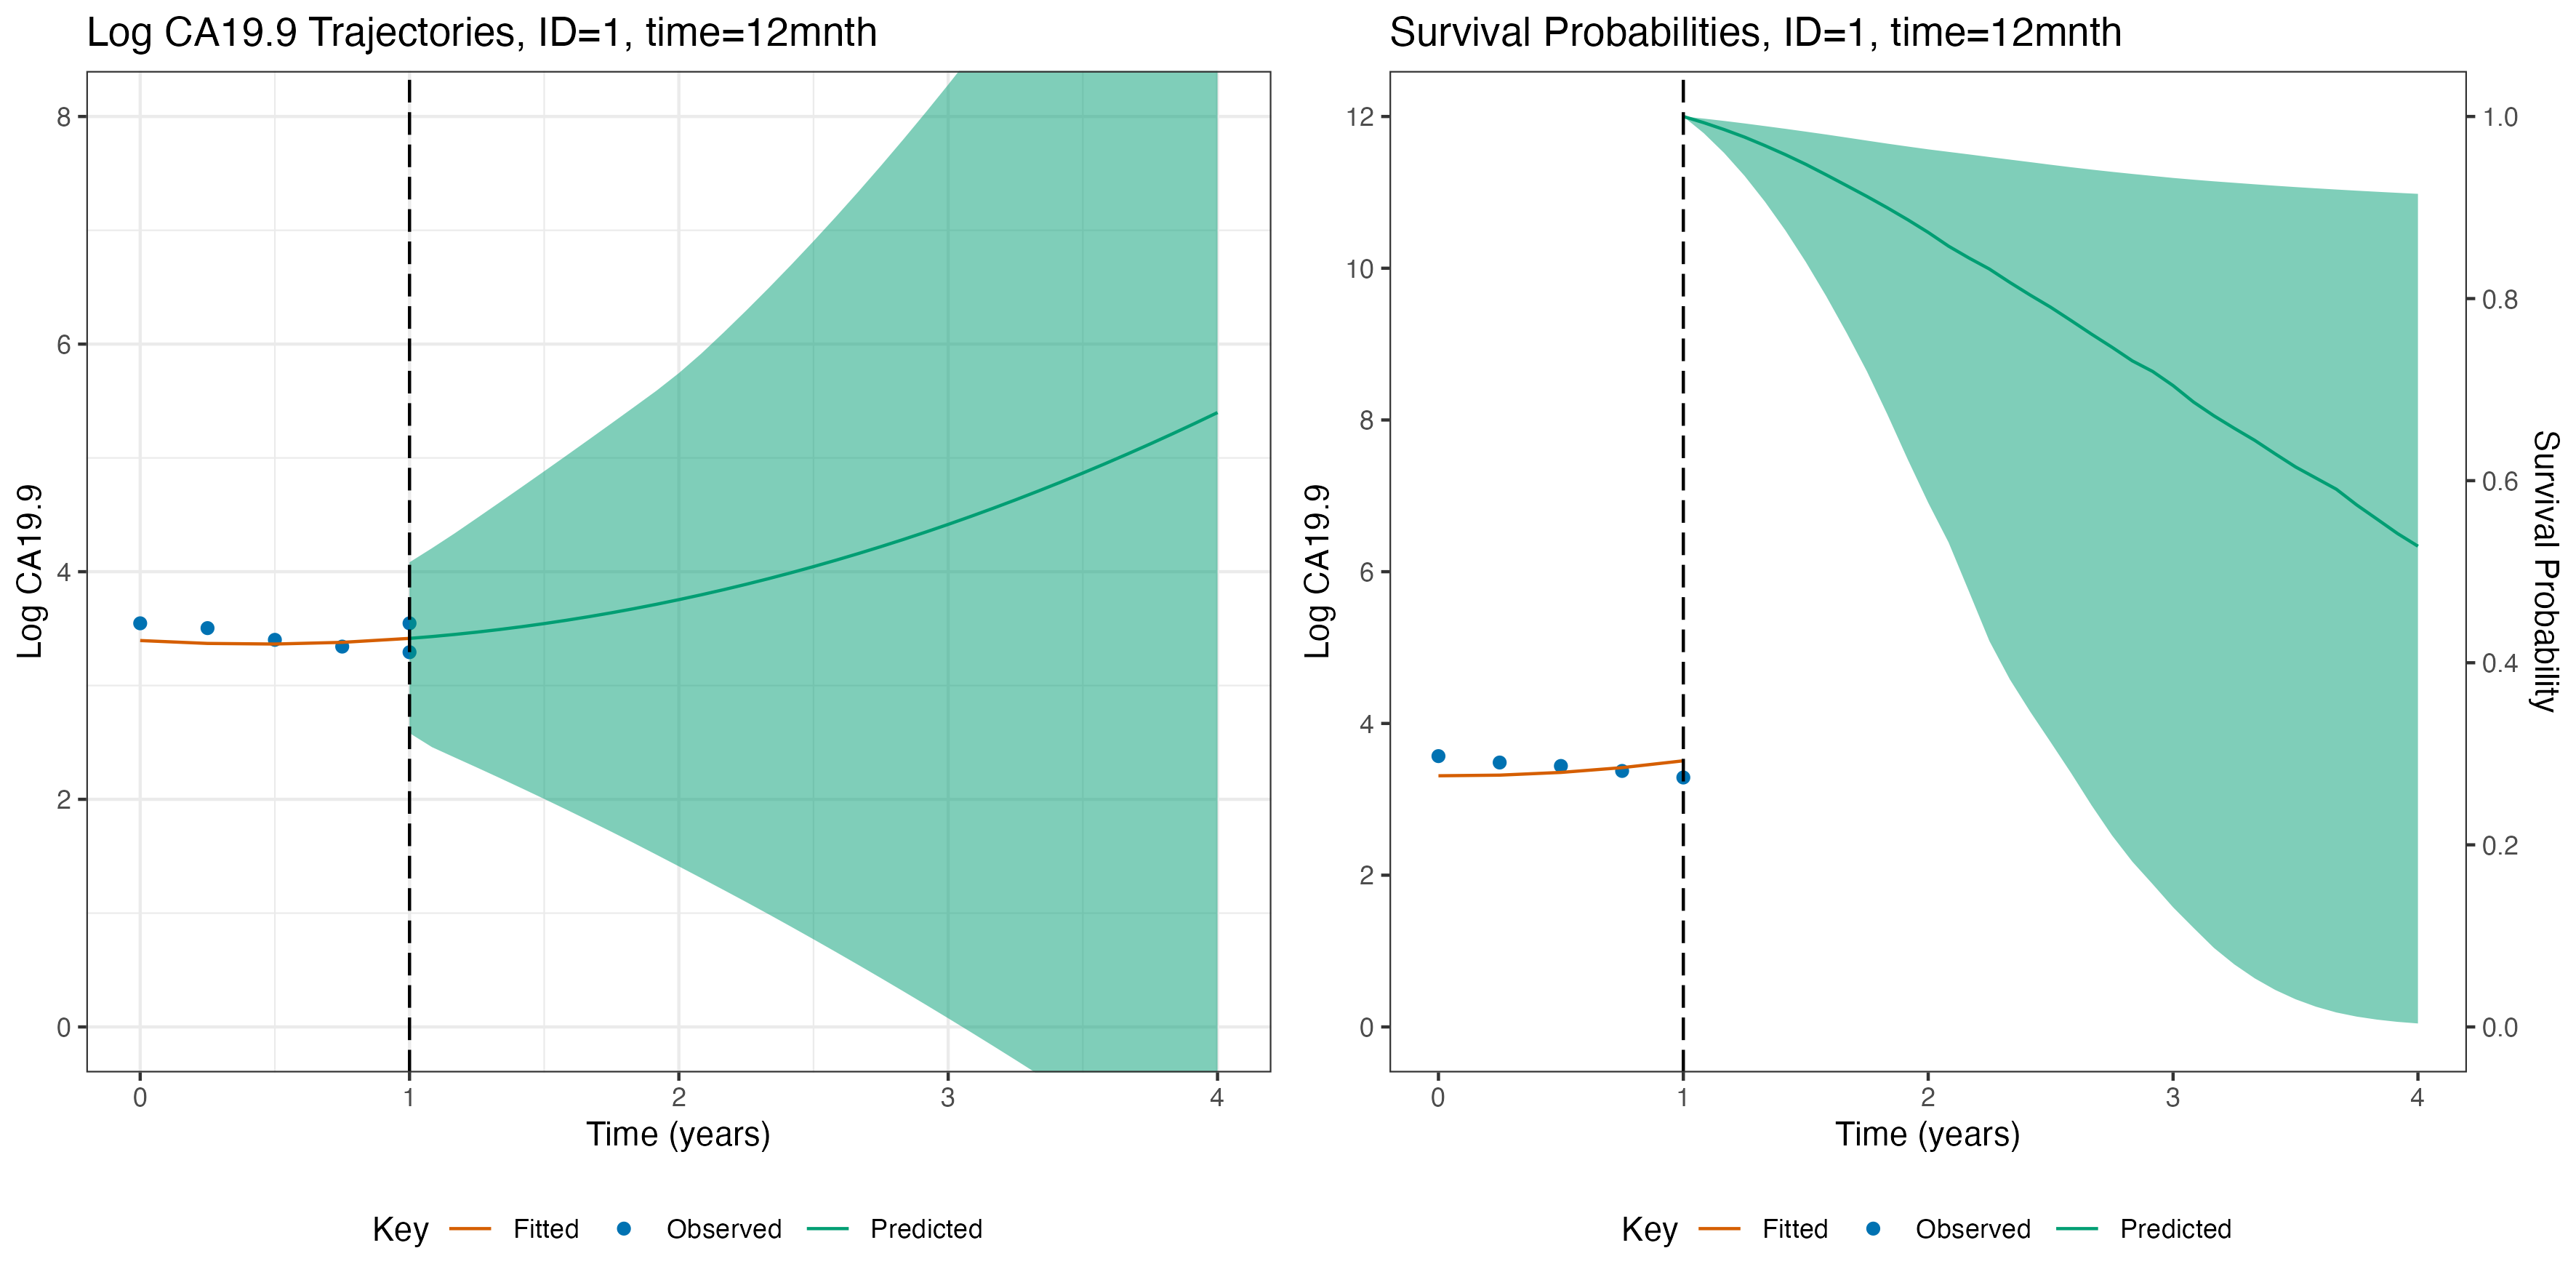 Log CA19.9 Trajectories, ID=1, time=12mnth
8
6
4
2
0
Log CA19.9
0 1 2 3 4
Time (years)
Key Fitted Observed Predicted
Survival Probabilities, ID=1, time=12mnth
12
10
8
6
4
2
0
Log CA19.9
1.0
0.8
0.6
0.4
0.2
0.0
Survival Probability
0 1 2 3 4
Time (years)
Key Fitted Observed Predicted